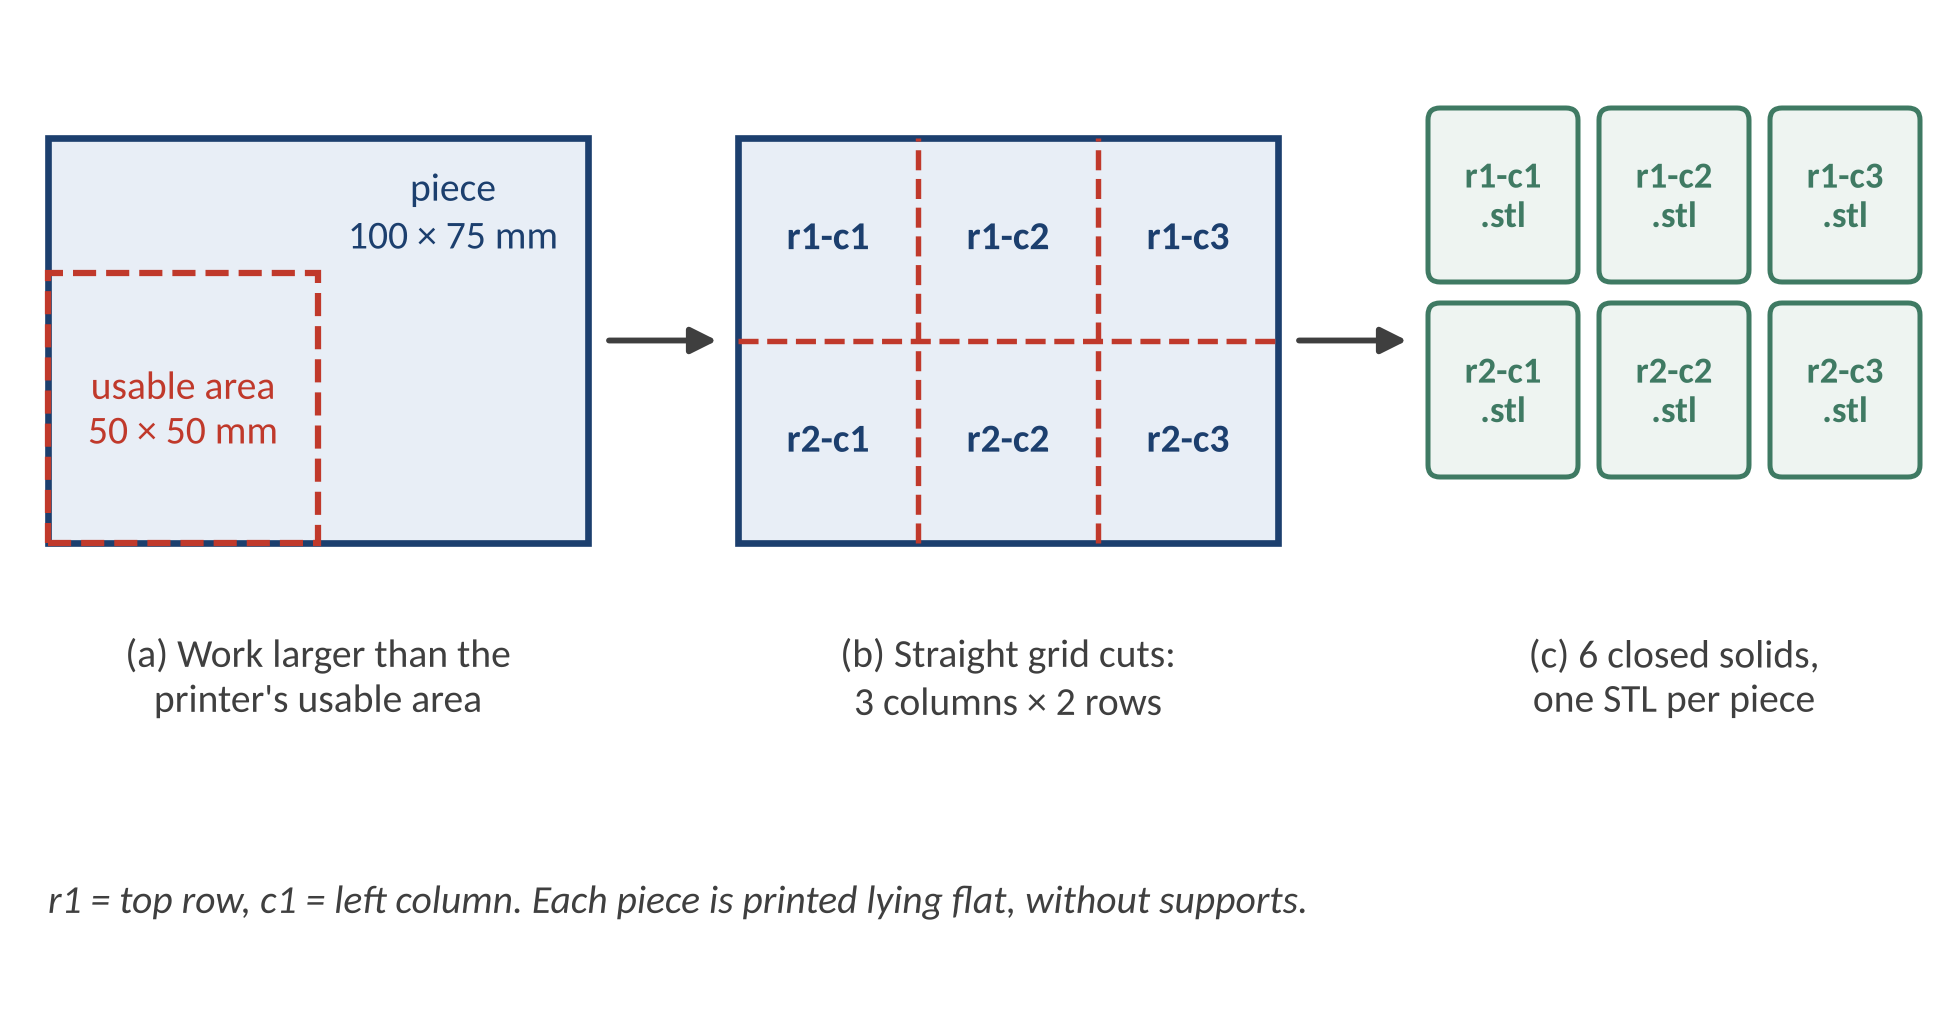 piece
100 × 75 mm
usable area
50 × 50 mm
(a) Work larger than the
printer's usable area
r1-c1
r1-c2
r1-c3
r2-c1
r2-c2
r2-c3
(b) Straight grid cuts:
3 columns × 2 rows
r1-c1
.stl
r1-c2
.stl
r1-c3
.stl
r2-c1
.stl
r2-c2
.stl
r2-c3
.stl
(c) 6 closed solids,
one STL per piece
r1 = top row, c1 = left column. Each piece is printed lying flat, without supports.